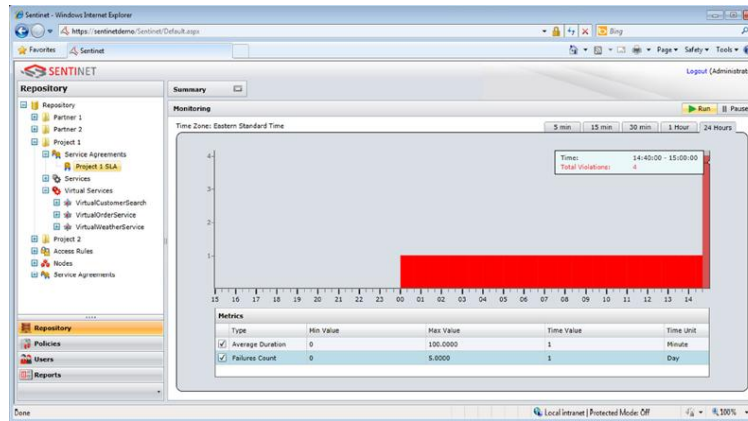 Sentinet - Windows Internet Explorer
https://sentinetdemo/Sentinet/Default.aspx
Bing
Favorites Sentinet
Page Safety Tools
SENTINET
Logout (Administrat
Repository
Summary
Monitoring
Run Pause
Time Zone: Eastern Standard Time
5 min 15 min 30 min 1 Hour 24 Hours
Repository
Partner 1
Partner 2
Project 1
Service Agreements
Project 1 SLA
Services
Virtual Services
VirtualCustomerSearch
VirtualOrderService
VirtualWeatherService
Project 2
Access Rules
Nodes
Service Agreements
Time: 14:40:00 - 15:00:00
Total Violations: 4
4
3
2
1
15 16 17 18 19 20 21 22 23 00 01 02 03 04 05 06 07 08 09 10 11 12 13 14
Metrics
Type Min Value Max Value Time Value Time Unit
Average Duration 0 100.0000 1 Minute
Failures Count 0 5.0000 1 Day
Repository
Policies
Users
Reports
Done
Local intranet | Protected Mode: Off
100%